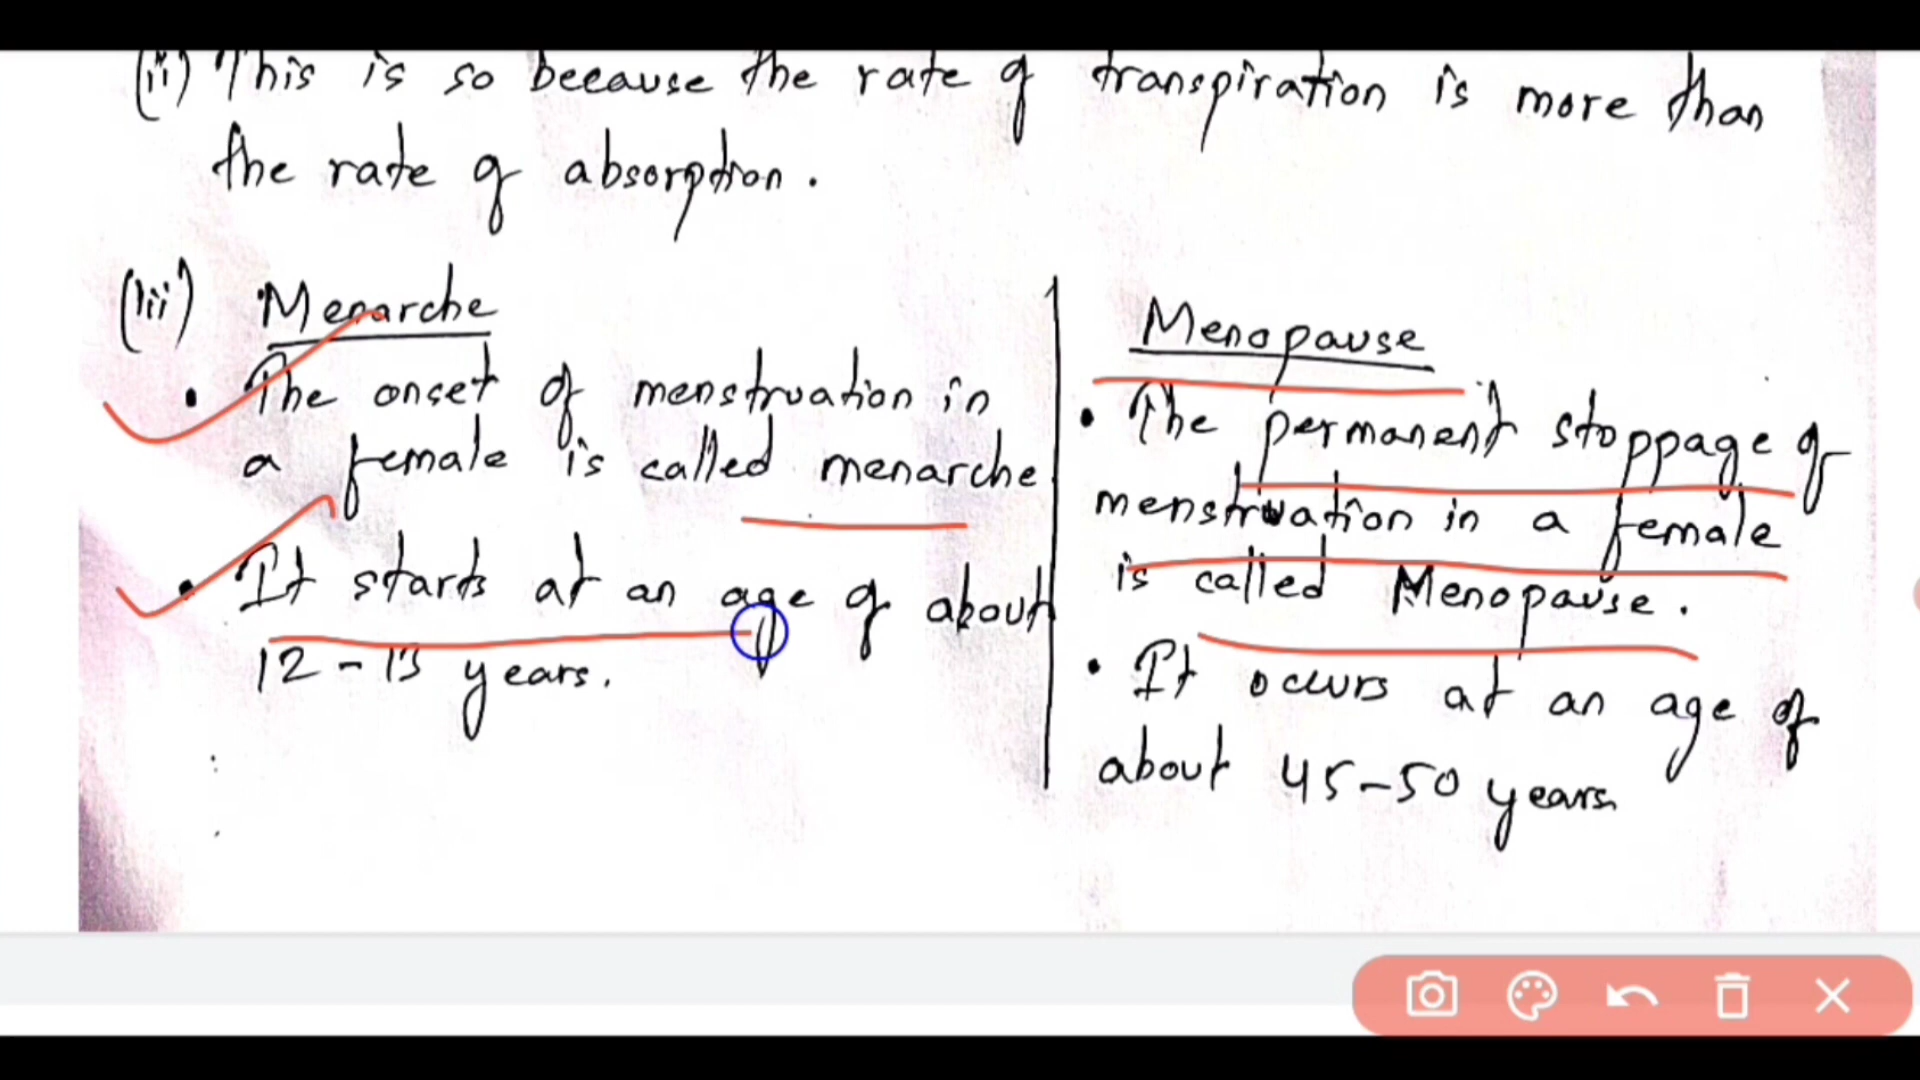 (ii) This is so because the rate of transpiration is more than
the rate of absorption.
(iii) Menarche
• The onset of menstruation in
a female is called menarche
• It starts at an age of about
12-13 years.
Menopause
• The permanent stoppage of
menstruation in a female
is called Menopause.
• It occurs at an age of
about 45-50 years